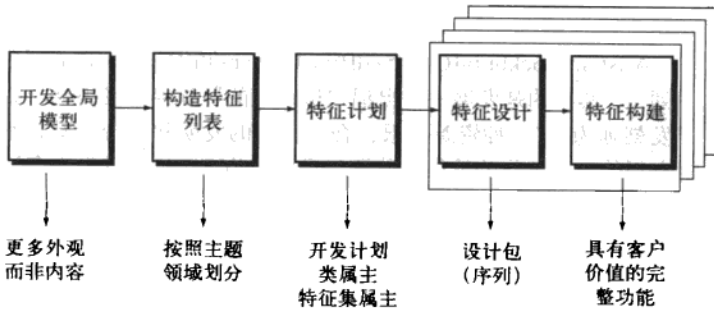 开发全局
模型
构造特征
列表
特征计划
特征设计
特征构建
更多外观
而非内容
按照主题
领域划分
开发计划
类属主
特征集属主
设计包
(序列)
具有客户
价值的完
整功能